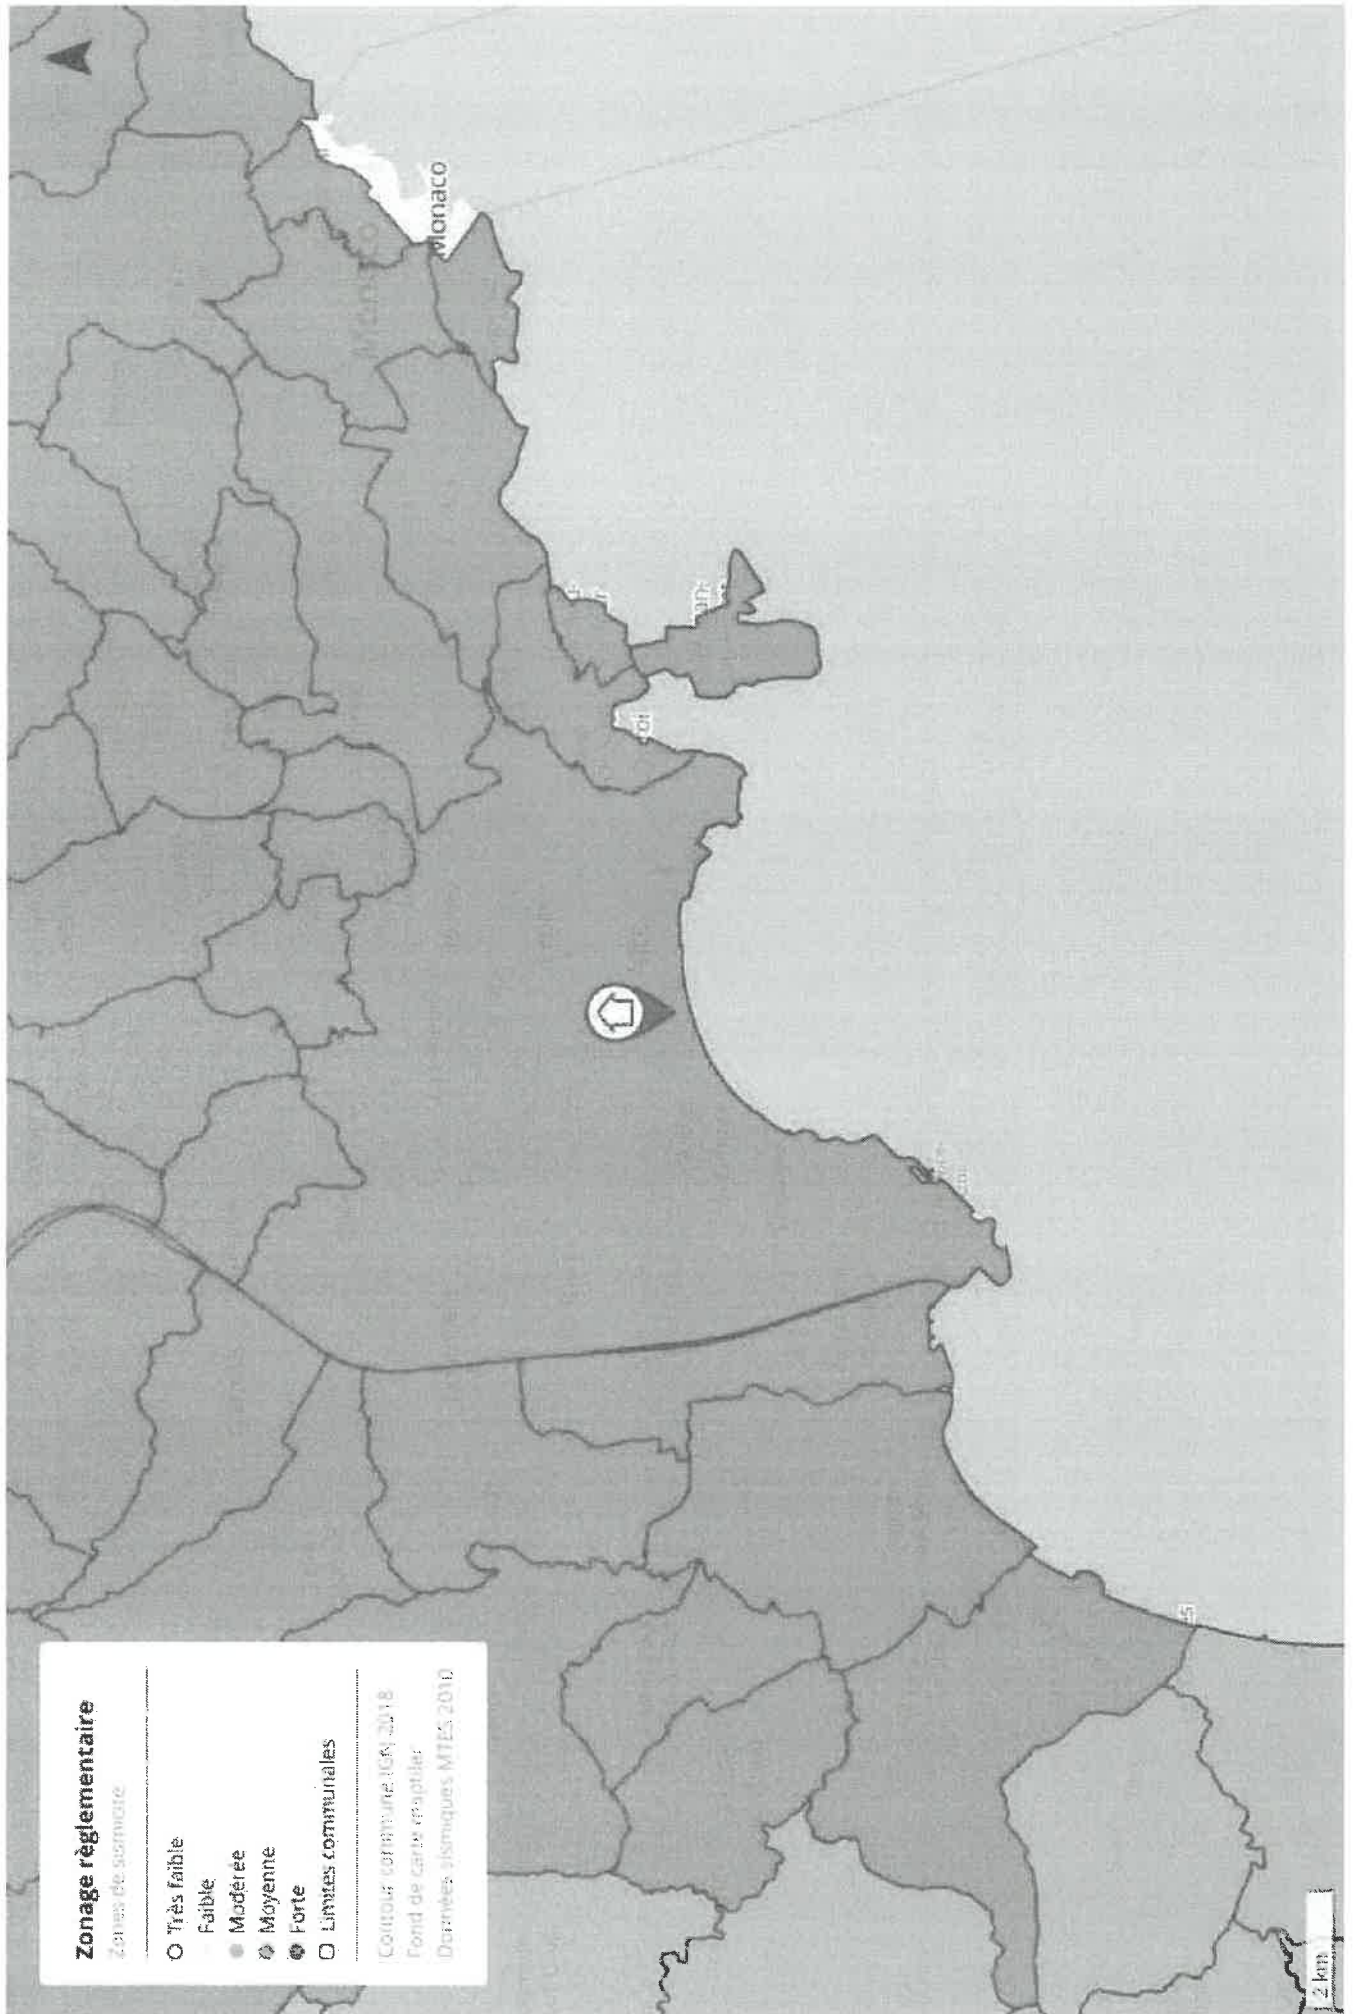 Zonage règlementaire
Zones de sismicité
Très faible
Faible
Modérée
Moyenne
Forte
Limites communales
Contour commune IGN 2018
Fond de carte maptiler
Données sismiques MTES 2010
2 km
Monaco
Monaco